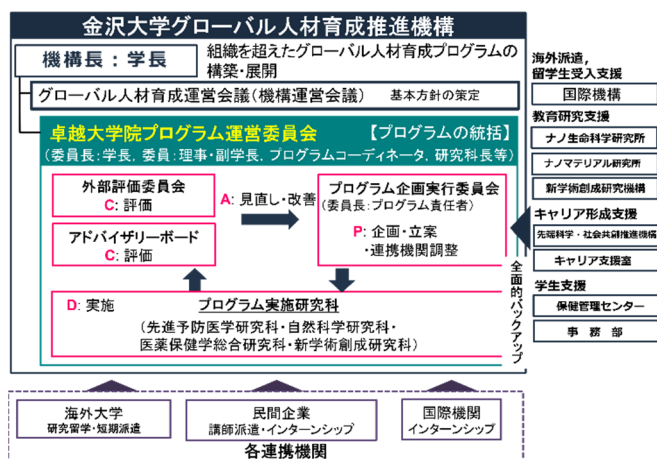 金沢大学グローバル人材育成推進機構
機構長：学長
組織を超えたグローバル人材育成プログラムの
構築・展開
グローバル人材育成運営会議（機構運営会議）　基本方針の策定
卓越大学院プログラム運営委員会　【プログラムの統括】
（委員長：学長，委員：理事・副学長，プログラムコーディネータ，研究科長等）
外部評価委員会
C: 評価
A: 見直し・改善
プログラム企画実行委員会
（委員長：プログラム責任者）
P: 企画・立案
・連携機関調整
アドバイザリーボード
C: 評価
D: 実施
プログラム実施研究科
（先進予防医学研究科・自然科学研究科・
医薬保健学総合研究科・新学術創成研究科）
全面的バックアップ
海外派遣，
留学生受入支援
国際機構
教育研究支援
ナノ生命科学研究所
ナノマテリアル研究所
新学術創成研究機構
キャリア形成支援
先端科学・社会共創推進機構
キャリア支援室
学生支援
保健管理センター
事 務 部
海外大学
研究留学・短期派遣
民間企業
講師派遣・インターンシップ
国際機関
インターンシップ
各連携機関